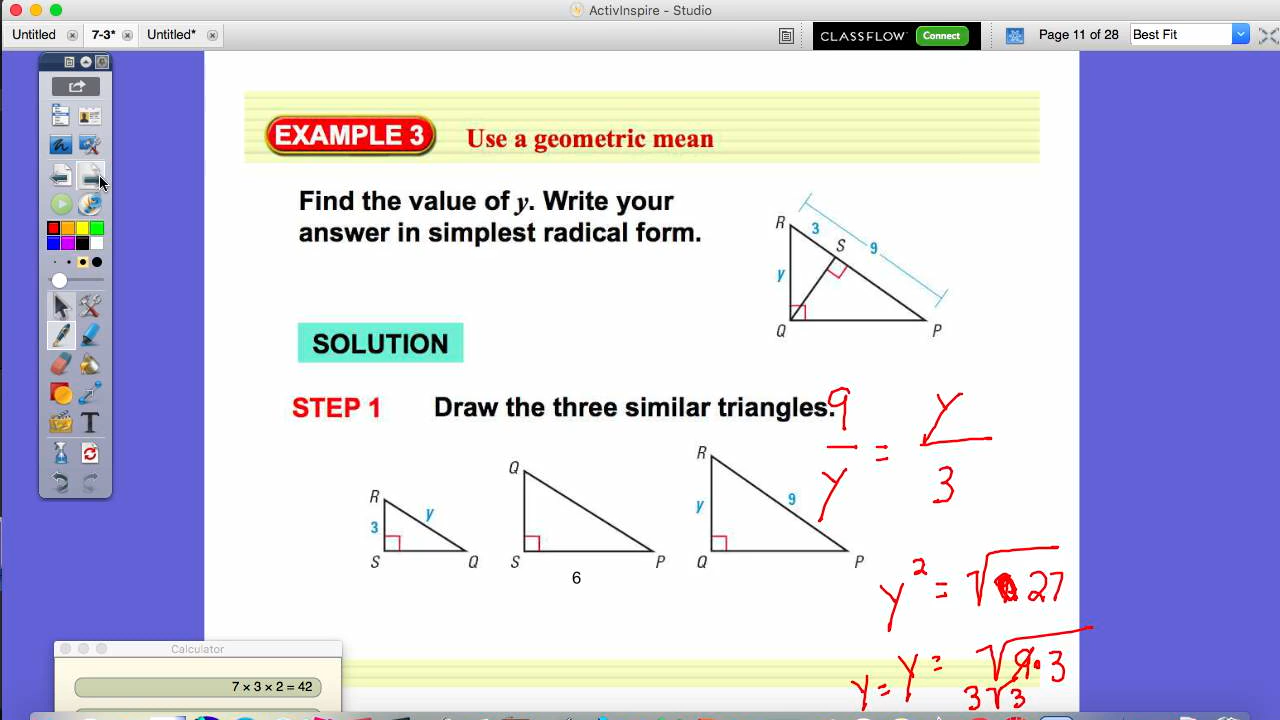 ActivInspire - Studio
Untitled
7-3*
Untitled*
CLASSFLOW
Connect
Page 11 of 28
Best Fit
EXAMPLE 3
Use a geometric mean
Find the value of y. Write your
answer in simplest radical form.
R
3
S
9
y
Q
P
SOLUTION
STEP 1
Draw the three similar triangles.
9/y = y/3
R
3
y
S
Q
Q
S
P
6
R
y
9
Q
P
y² = √27
y = √9·3
y = 3√3
T
Calculator
7 × 3 × 2 = 42